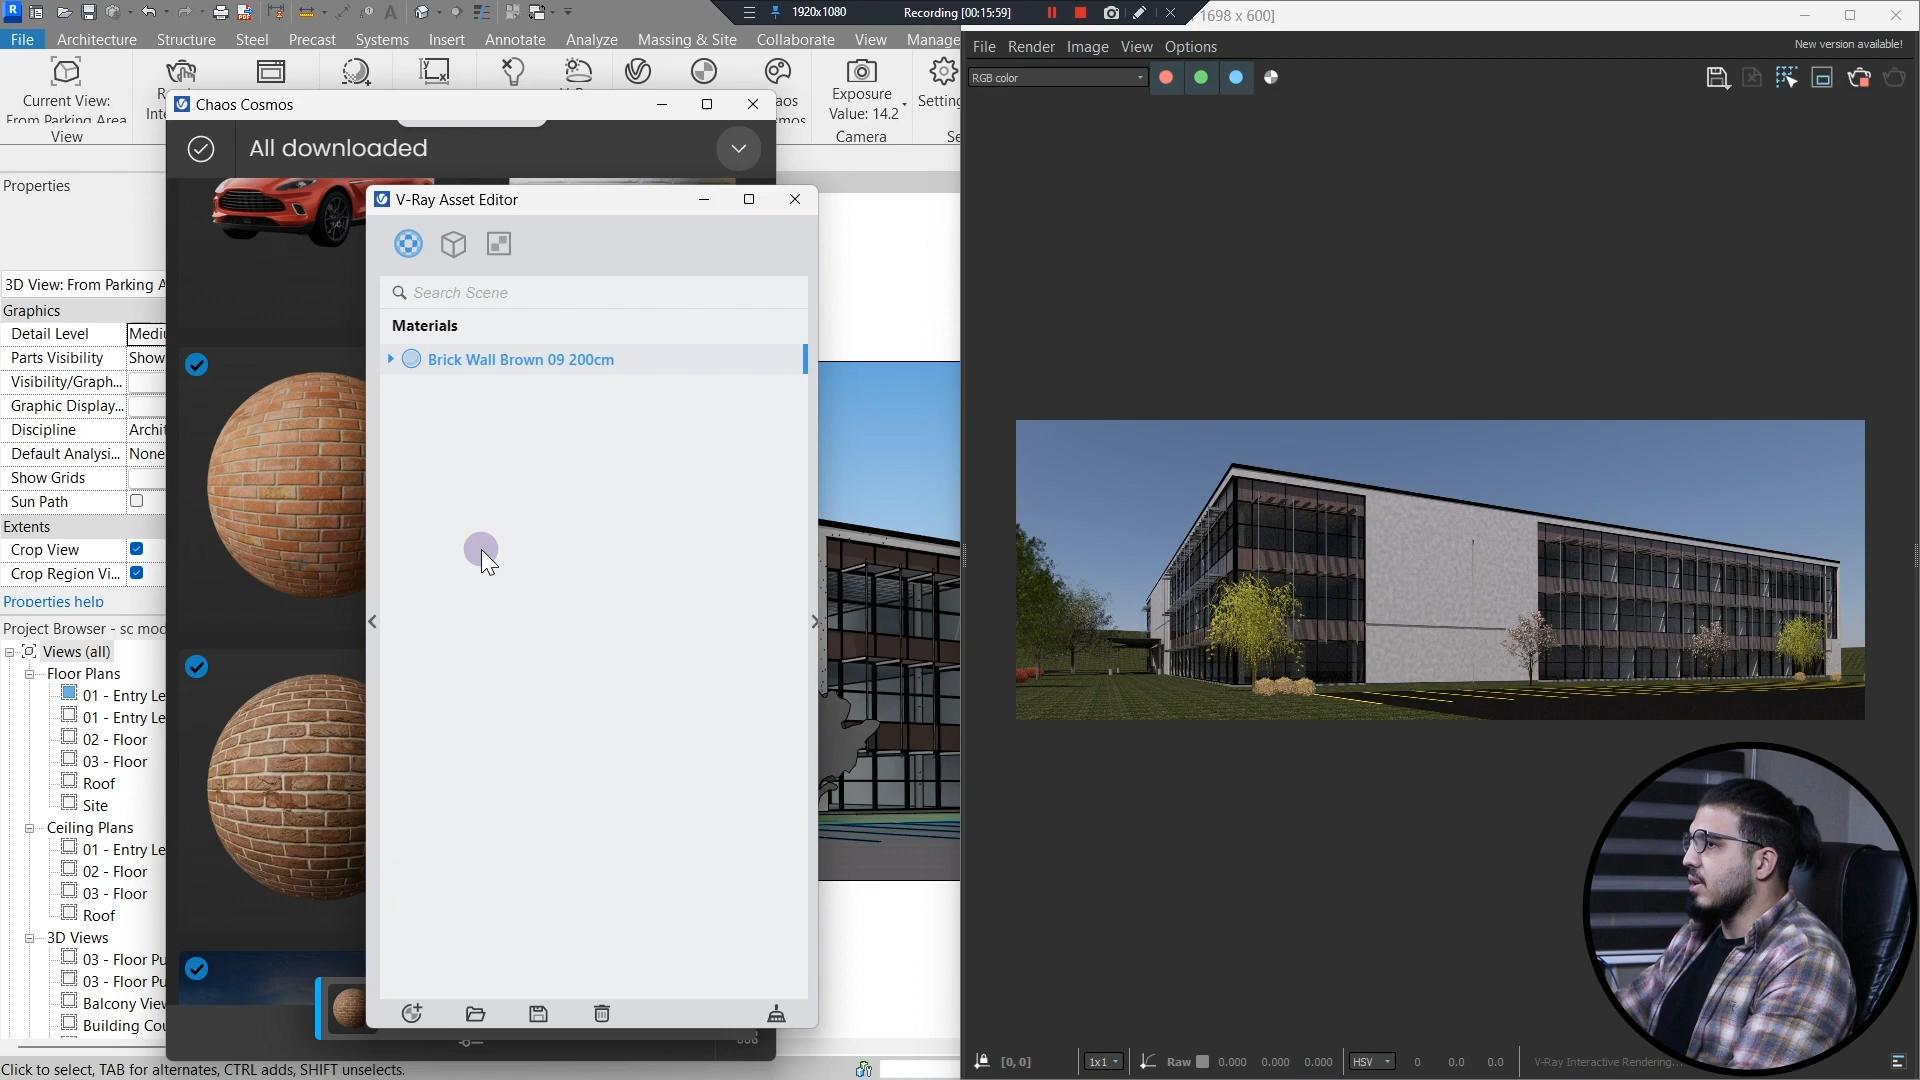 1920x1080 Recording [00:15:59] 1698 x 600]
File Architecture Structure Steel Precast Systems Insert Annotate Analyze Massing & Site Collaborate View Manage
File Render Image View Options New version available!
RGB color
Current View:
From Parking Area
View
Exposure
Value: 14.2
Camera
Chaos Cosmos
All downloaded
Properties
V-Ray Asset Editor
Search Scene
Materials
Brick Wall Brown 09 200cm
3D View: From Parking A
Graphics
Detail Level Mediu
Parts Visibility Show
Visibility/Graph...
Graphic Display...
Discipline Archit
Default Analysi... None
Show Grids
Sun Path
Extents
Crop View
Crop Region Vi...
Properties help
Project Browser - sc mod
Views (all)
Floor Plans
01 - Entry Le
01 - Entry Le
02 - Floor
03 - Floor
Roof
Site
Ceiling Plans
01 - Entry Le
02 - Floor
03 - Floor
Roof
3D Views
03 - Floor Pu
03 - Floor Pu
Balcony View
Building Cou
Click to select, TAB for alternates, CTRL adds, SHIFT unselects.
[0, 0] 1x1 Raw 0.000 0.000 0.000 HSV 0 0.0 0.0 V-Ray Interactive Rendering...